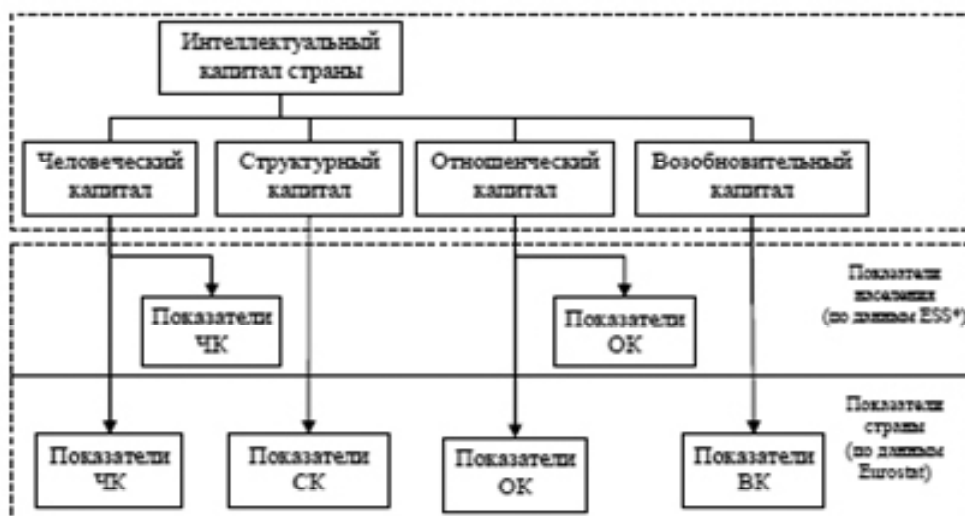 Интеллектуальный
капитал страны
Человеческий
капитал
Структурный
капитал
Отношенческий
капитал
Возобновительный
капитал
Показатели
населения
(по данным ESS*)
Показатели
ЧК
Показатели
ОК
Показатели
страны
(по данным
Eurostat)
Показатели
ЧК
Показатели
СК
Показатели
ОК
Показатели
ВК